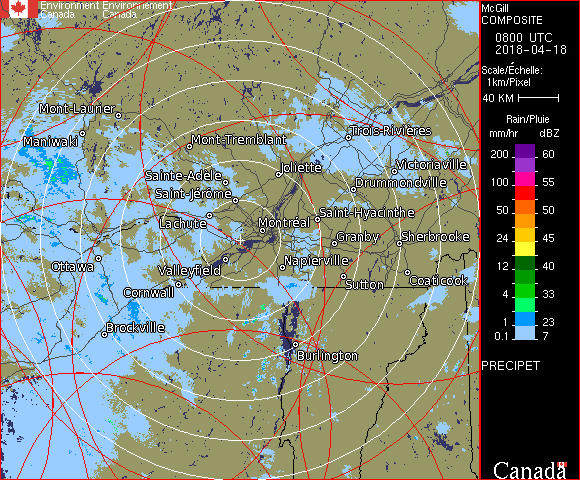 Environment Environnement
Canada Canada
McGill
COMPOSITE
0800 UTC
2018-04-18
Scale/Échelle:
1km/Pixel
40 KM
Rain/Pluie
mm/hr dBZ
200 60
100 55
50 50
24 45
12 40
4 33
1 23
0.1 7
PRECIPET
Mont-Laurier
Maniwaki
Mont-Tremblant
Trois-Rivières
Joliette
Victoriaville
Sainte-Adèle
Drummondville
Saint-Jérôme
Lachute
Saint-Hyacinthe
Montréal
Granby
Sherbrooke
Ottawa
Valleyfield
Napierville
Sutton
Coaticook
Cornwall
Brockville
Burlington
Canada